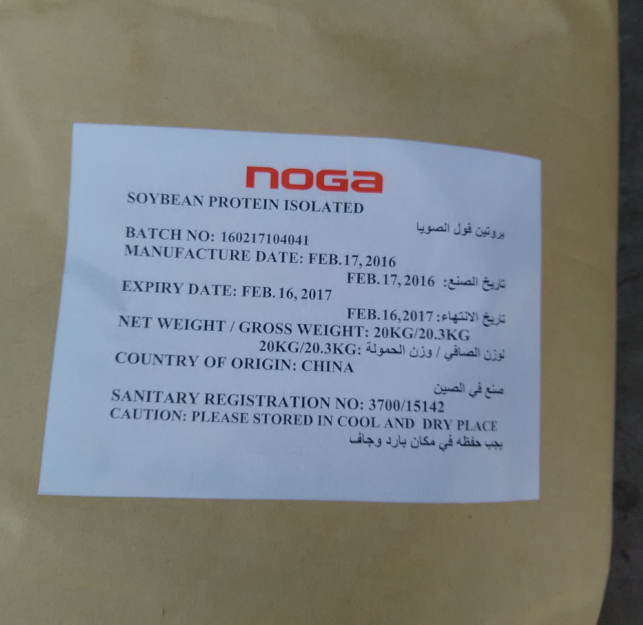 noGa
SOYBEAN PROTEIN ISOLATED
بروتين فول الصويا
BATCH NO: 160217104041
MANUFACTURE DATE: FEB.17,2016
تاريخ الصنع: FEB.17,2016
EXPIRY DATE: FEB.16, 2017
تاريخ الانتهاء: FEB.16,2017
NET WEIGHT / GROSS WEIGHT: 20KG/20.3KG
لوزن الصافي / وزن الحمولة :20KG/20.3KG
COUNTRY OF ORIGIN: CHINA
صنع في الصين
SANITARY REGISTRATION NO: 3700/15142
CAUTION: PLEASE STORED IN COOL AND DRY PLACE
يجب حفظه في مكان بارد وجاف